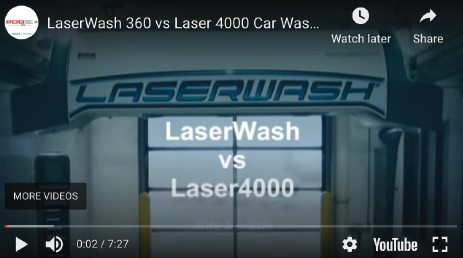 PDQ
LaserWash 360 vs Laser 4000 Car Was...
Watch later
Share
LASERWASH
LaserWash
vs
Laser4000
MORE VIDEOS
0:02 / 7:27
YouTube